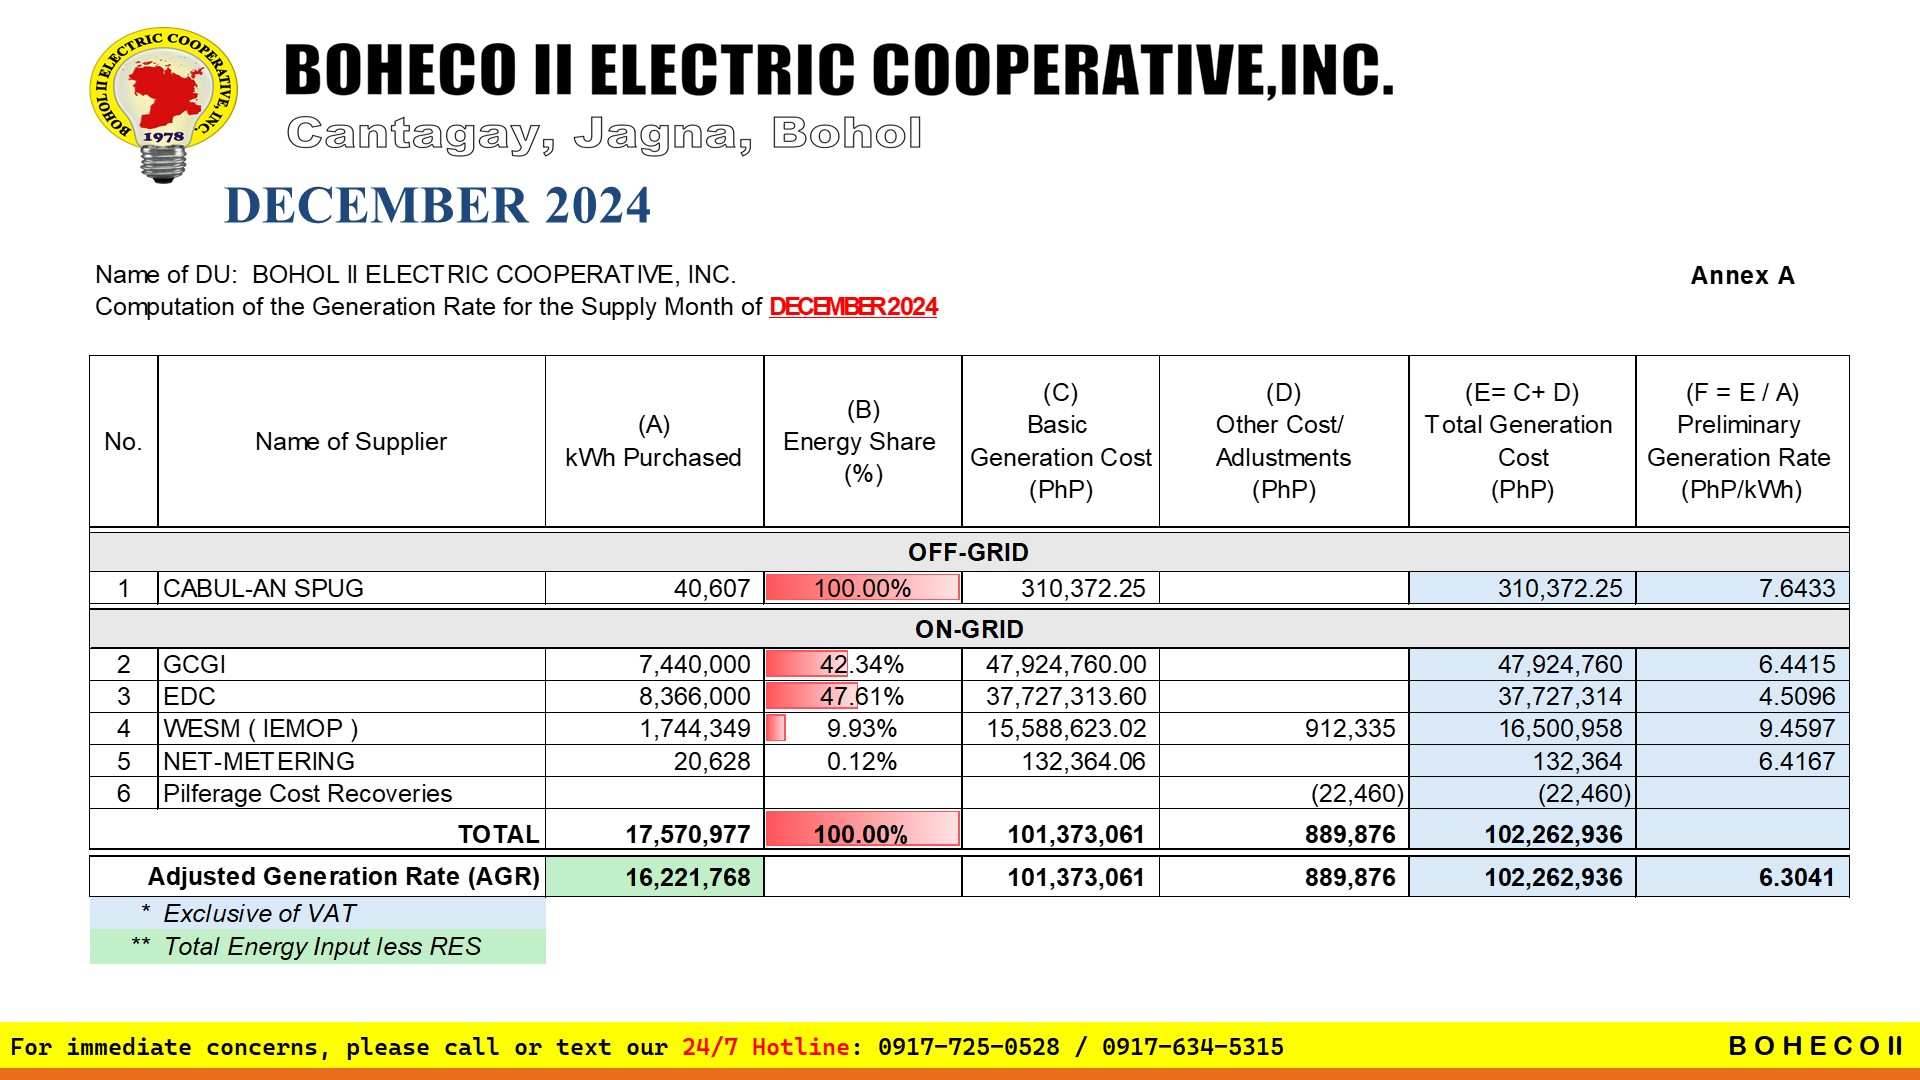 BOHOL II ELECTRIC COOPERATIVE, INC.
1978
BOHECO II ELECTRIC COOPERATIVE,INC.
Cantagay, Jagna, Bohol
DECEMBER 2024
Name of DU: BOHOL II ELECTRIC COOPERATIVE, INC.
Annex A
Computation of the Generation Rate for the Supply Month of DECEMBER 2024
No. Name of Supplier (A) kWh Purchased (B) Energy Share (%) (C) Basic Generation Cost (PhP) (D) Other Cost/ Adlustments (PhP) (E= C+ D) Total Generation Cost (PhP) (F = E / A) Preliminary Generation Rate (PhP/kWh)
OFF-GRID
1 CABUL-AN SPUG 40,607 100.00% 310,372.25 310,372.25 7.6433
ON-GRID
2 GCGI 7,440,000 42.34% 47,924,760.00 47,924,760 6.4415
3 EDC 8,366,000 47.61% 37,727,313.60 37,727,314 4.5096
4 WESM ( IEMOP ) 1,744,349 9.93% 15,588,623.02 912,335 16,500,958 9.4597
5 NET-METERING 20,628 0.12% 132,364.06 132,364 6.4167
6 Pilferage Cost Recoveries (22,460) (22,460)
TOTAL 17,570,977 100.00% 101,373,061 889,876 102,262,936
Adjusted Generation Rate (AGR) 16,221,768 101,373,061 889,876 102,262,936 6.3041
* Exclusive of VAT
** Total Energy Input less RES
For immediate concerns, please call or text our 24/7 Hotline: 0917-725-0528 / 0917-634-5315
BOHECO II